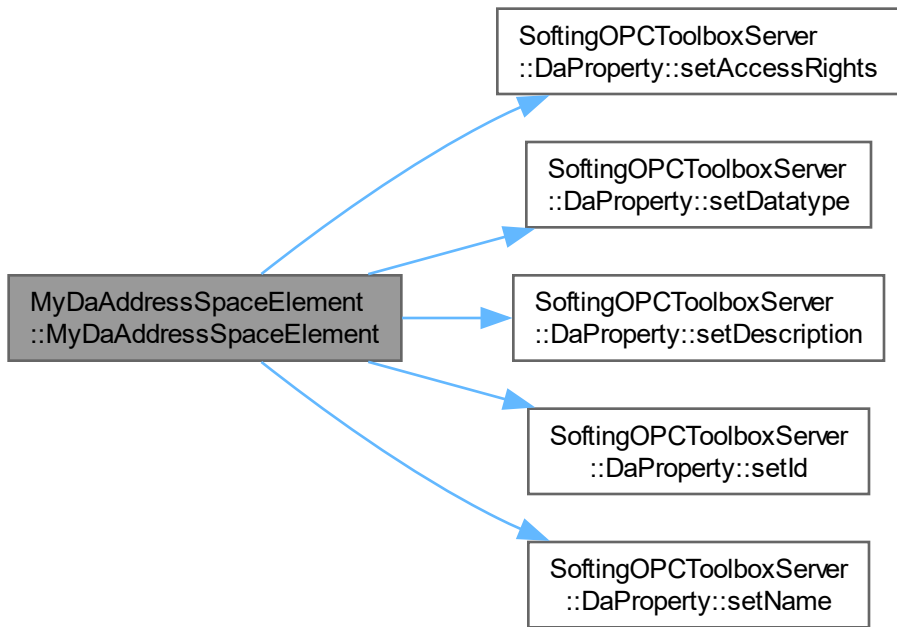 SoftingOPCToolboxServer
::DaProperty::setAccessRights
SoftingOPCToolboxServer
::DaProperty::setDatatype
MyDaAddressSpaceElement
::MyDaAddressSpaceElement
SoftingOPCToolboxServer
::DaProperty::setDescription
SoftingOPCToolboxServer
::DaProperty::setId
SoftingOPCToolboxServer
::DaProperty::setName